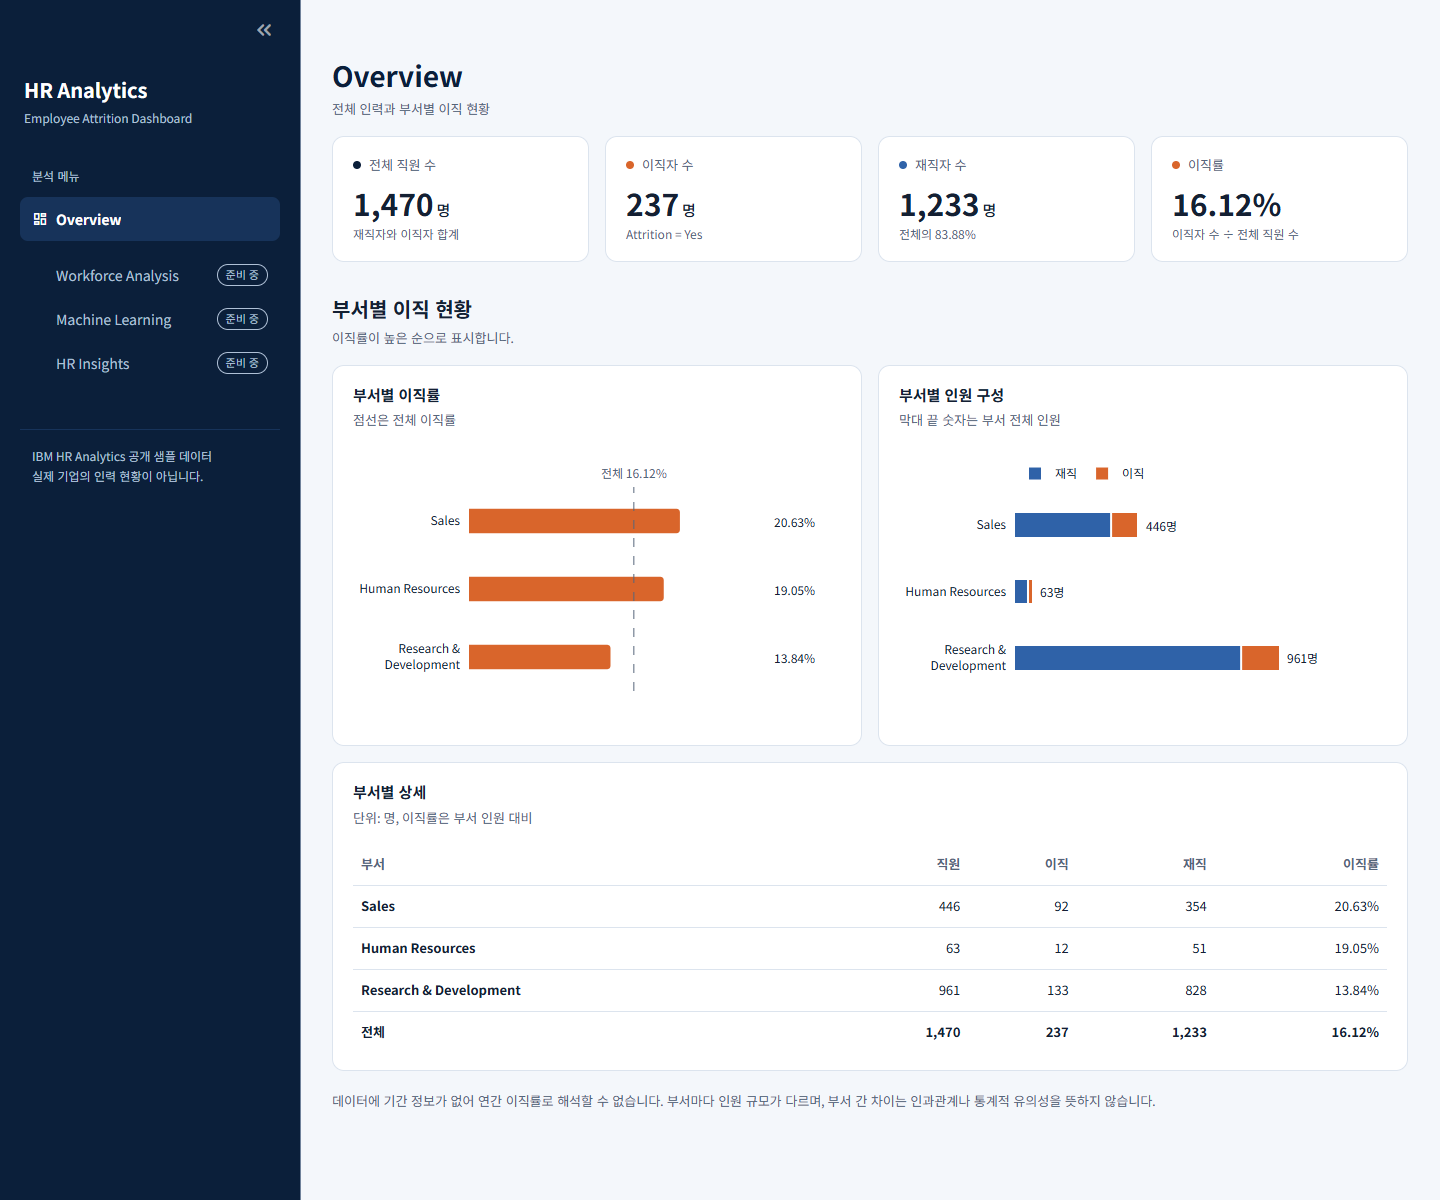 HR Analytics
Employee Attrition Dashboard
분석 메뉴
Overview
Workforce Analysis 준비 중
Machine Learning 준비 중
HR Insights 준비 중
IBM HR Analytics 공개 샘플 데이터
실제 기업의 인력 현황이 아닙니다.
Overview
전체 인력과 부서별 이직 현황
전체 직원 수
1,470 명
재직자와 이직자 합계
이직자 수
237 명
Attrition = Yes
재직자 수
1,233 명
전체의 83.88%
이직률
16.12%
이직자 수 ÷ 전체 직원 수
부서별 이직 현황
이직률이 높은 순으로 표시합니다.
부서별 이직률
점선은 전체 이직률
전체 16.12%
Sales 20.63%
Human Resources 19.05%
Research &
Development 13.84%
부서별 인원 구성
막대 끝 숫자는 부서 전체 인원
재직 이직
Sales 446명
Human Resources 63명
Research &
Development 961명
부서별 상세
단위: 명, 이직률은 부서 인원 대비
부서 직원 이직 재직 이직률
Sales 446 92 354 20.63%
Human Resources 63 12 51 19.05%
Research & Development 961 133 828 13.84%
전체 1,470 237 1,233 16.12%
데이터에 기간 정보가 없어 연간 이직률로 해석할 수 없습니다. 부서마다 인원 규모가 다르며, 부서 간 차이는 인과관계나 통계적 유의성을 뜻하지 않습니다.